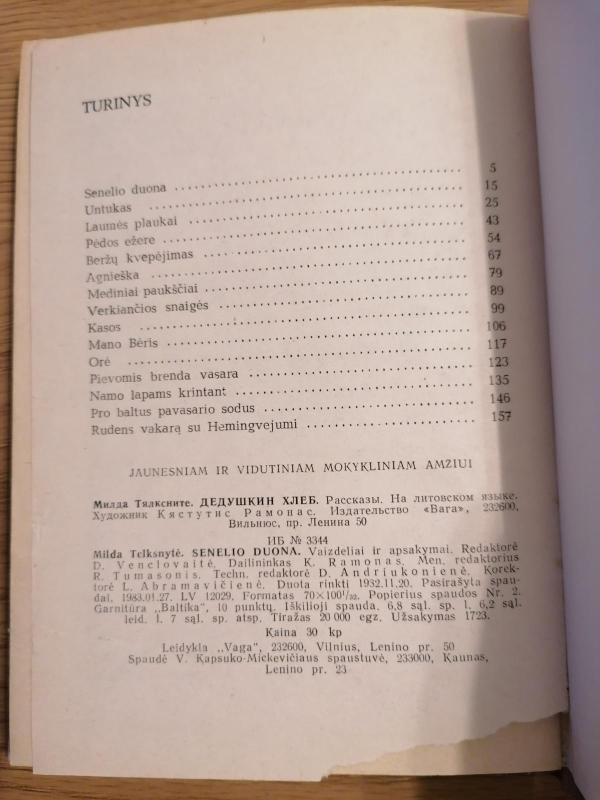 TURINYS
Senelio duona 5
Untukas 15
Laumės plaukai 25
Pėdos ežere 43
Beržų kvepėjimas 54
Agnieška 67
Mediniai paukščiai 79
Verkiančios snaigės 89
Kasos 99
Mano Bėris 106
Orė 117
Pievomis brenda vasara 123
Namo lapams krintant 135
Pro baltus pavasario sodus 146
Rudens vakarą su Hemingvejumi 157
JAUNESNIAM IR VIDUTINIAM MOKYKLINIAM AMŽIUI
Милда Тялксните. ДЕДУШКИН ХЛЕБ. Рассказы. На литовском языке.
Художник Кястутис Рамонас. Издательство «Вага», 232600,
Вильнюс, пр. Ленина 50
ИБ № 3344
Milda Telksnytė. SENELIO DUONA. Vaizdeliai ir apsakymai. Redaktorė
D. Venclovaitė. Dailininkas K. Ramonas. Men. redaktorius
R. Tumasonis. Techn. redaktorė D. Andriukonienė. Korek-
torė L. Abramavičienė. Duota rinkti 1932.11.20. Pasirašyta spau-
dai. 1983.01.27. LV 12029. Formatas 70×100¹/₃₂. Popierius spaudos Nr. 2.
Garnitūra „Baltika", 10 punktų. Iškilioji spauda. 6,8 sąl. sp. l. 6,2 sąl.
leid. l. 7 sąl. sp. atsp. Tiražas 20 000 egz. Užsakymas 1723.
Kaina 30 kp
Leidykla „Vaga", 232600, Vilnius, Lenino pr. 50
Spaudė V. Kapsuko-Mickevičiaus spaustuvė, 233000, Kaunas,
Lenino pr. 23